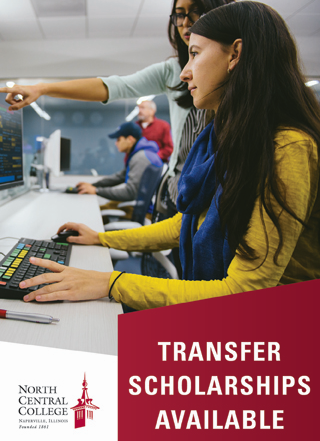 NORTH
CENTRAL
COLLEGE
NAPERVILLE, ILLINOIS
Founded 1861
TRANSFER
SCHOLARSHIPS
AVAILABLE